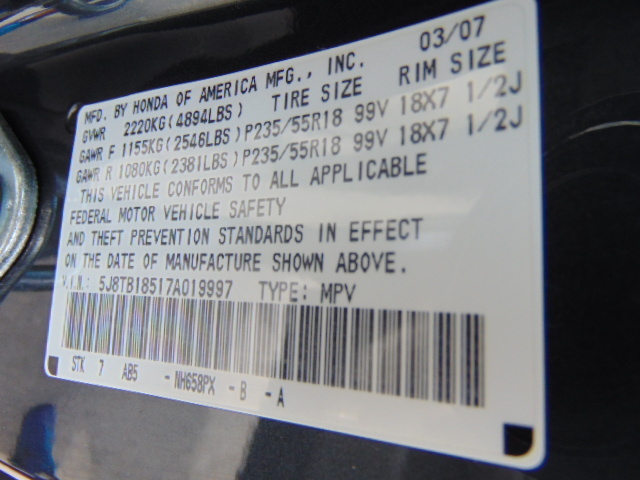 MFD. BY HONDA OF AMERICA MFG., INC. 03/07
GVWR 2220KG(4894LBS) TIRE SIZE RIM SIZE
GAWR F 1155KG(2546LBS)P235/55R18 99V 18X7 1/2J
GAWR R 1080KG(2381LBS)P235/55R18 99V 18X7 1/2J
THIS VEHICLE CONFORMS TO ALL APPLICABLE
FEDERAL MOTOR VEHICLE SAFETY
AND THEFT PREVENTION STANDARDS IN EFFECT
ON THE DATE OF MANUFACTURE SHOWN ABOVE.
V.I.N.: 5J8TB18517A019997 TYPE: MPV
STK 7 AB5 -NH658PX -B -A